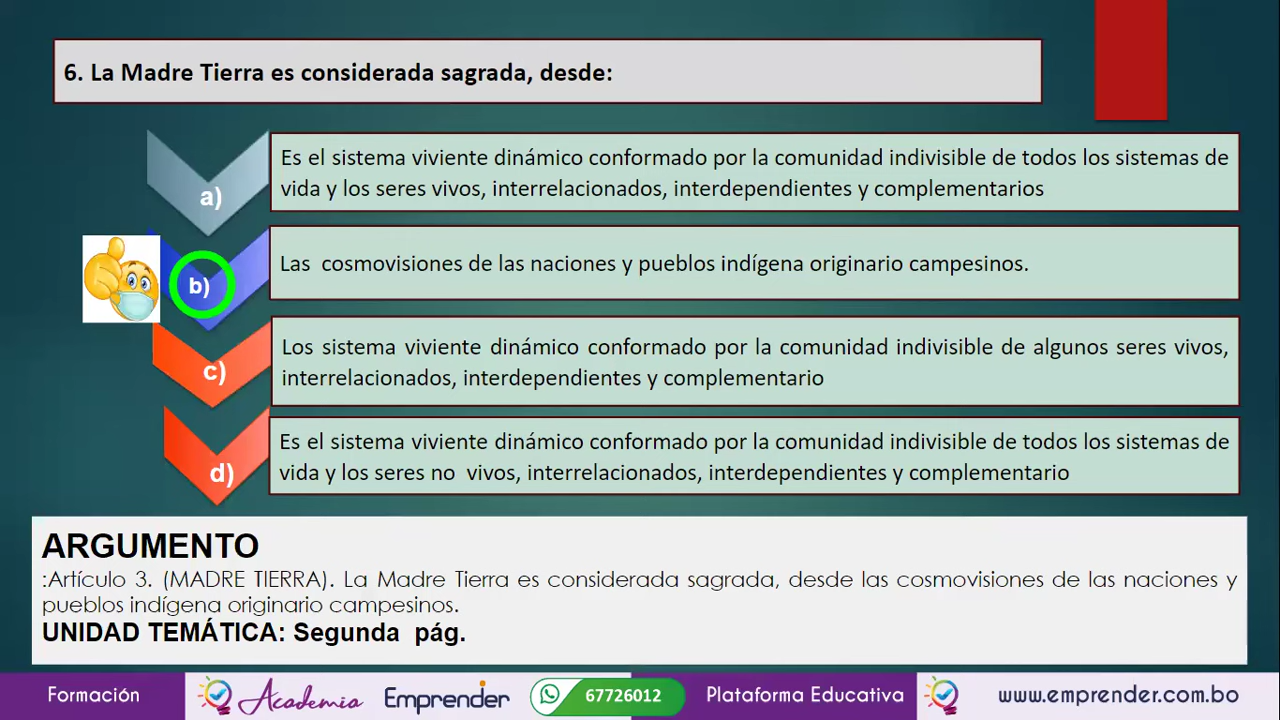 6. La Madre Tierra es considerada sagrada, desde:
a)
Es el sistema viviente dinámico conformado por la comunidad indivisible de todos los sistemas de
vida y los seres vivos, interrelacionados, interdependientes y complementarios
b)
Las cosmovisiones de las naciones y pueblos indígena originario campesinos.
c)
Los sistema viviente dinámico conformado por la comunidad indivisible de algunos seres vivos,
interrelacionados, interdependientes y complementario
d)
Es el sistema viviente dinámico conformado por la comunidad indivisible de todos los sistemas de
vida y los seres no vivos, interrelacionados, interdependientes y complementario
ARGUMENTO
:Artículo 3. (MADRE TIERRA). La Madre Tierra es considerada sagrada, desde las cosmovisiones de las naciones y
pueblos indígena originario campesinos.
UNIDAD TEMÁTICA: Segunda pág.
Formación Academia Emprender 67726012 Plataforma Educativa www.emprender.com.bo